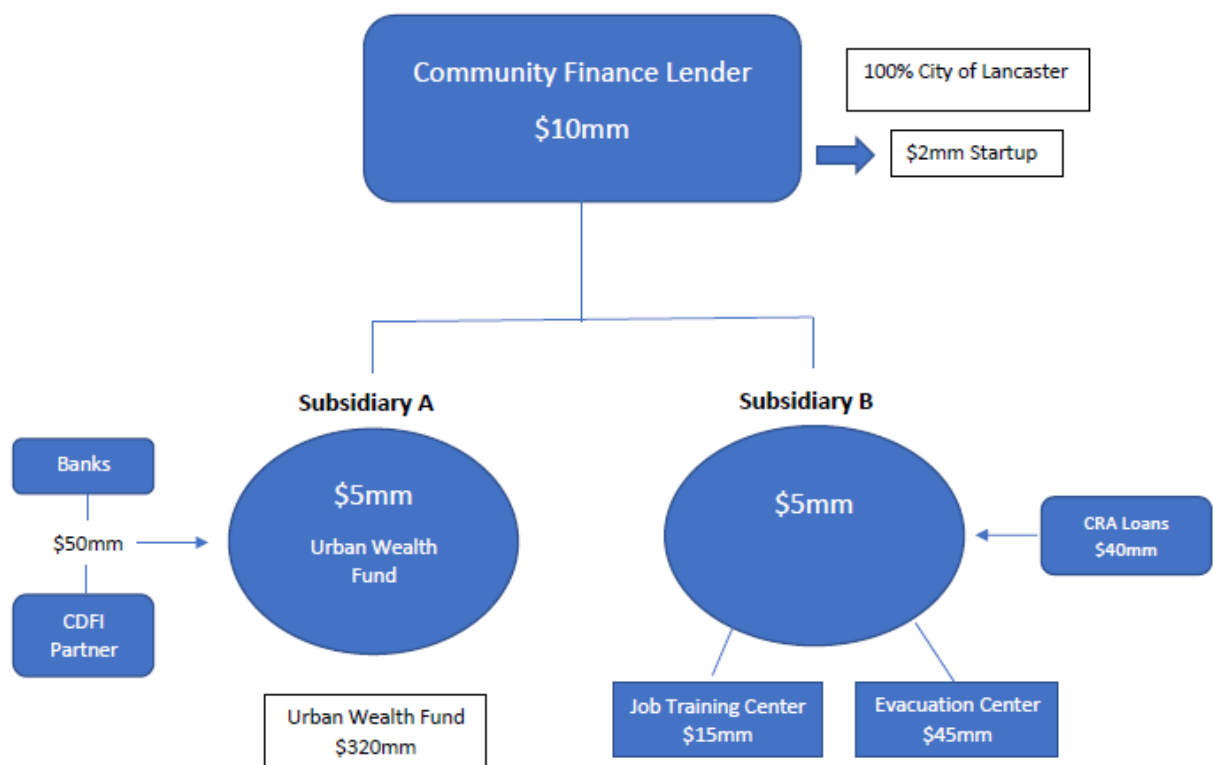 Community Finance Lender
$10mm
100% City of Lancaster
$2mm Startup
Subsidiary A
Subsidiary B
Banks
$50mm
CDFI
Partner
$5mm
Urban Wealth
Fund
$5mm
CRA Loans
$40mm
Urban Wealth Fund
$320mm
Job Training Center
$15mm
Evacuation Center
$45mm